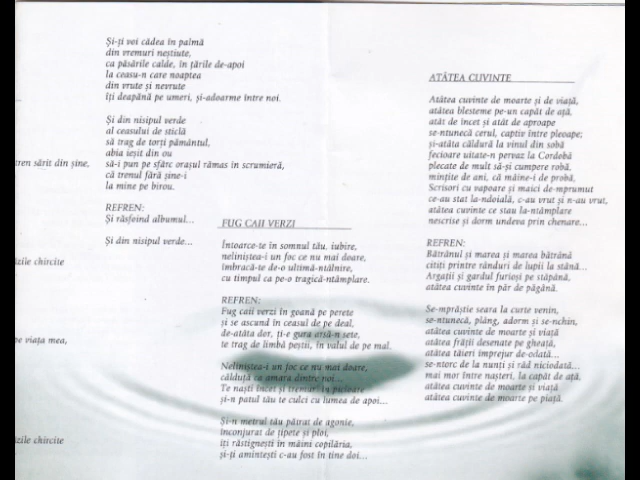 tren sărit din şine,
izile chircite
pe viaţa mea,
izile chircite
Şi-ţi voi cădea în palmă
din vremuri neştiute,
ca păsările calde, în ţările de-apoi
la ceasu-n care noaptea
din vrute şi nevrute
îţi deapănă pe umeri, şi-adoarme între noi.
Şi din nisipul verde
al ceasului de sticlă
să trag de torţi pământul,
abia ieşit din ou
să-i pun pe sfârc oraşul rămas în scrumieră,
că tremul fără şine-i
la mine pe birou.
REFREN:
Şi răsfoind albumul...
Şi din nisipul verde...
FUG CAII VERZI
Întoarce-te în somnul tău, iubire,
neliniştea-i un foc ce nu mai doare,
îmbracă-te de-o ultimă-ntâlnire,
cu timpul ca pe-o tragică-ntâmplare.
REFREN:
Fug caii verzi în goană pe perete
şi se ascund în ceasul de pe deal,
de-atâta dor, ţi-e gura arsă-n sete,
te trag de limbă peştii, în valul de pe mal.
Neliniştea-i un foc ce nu mai doare,
călduţă ca amara dintre noi...
Te naşti încet şi tremuri în picioare
şi-n patul tău te culci cu lumea de apoi...
Şi-n metrul tău pătrat de agonie,
înconjurat de ţipete şi ploi,
îţi răstigneşti în mâini copilăria,
şi-ţi aminteşti c-au fost în tine doi...
ATÂTEA CUVINTE
Atâtea cuvinte de moarte şi de viaţă,
atâtea blesteme pe-un capăt de aţă,
atât de încet şi atât de aproape
se-ntunecă cerul, captiv între pleoape;
şi-atâta căldură la vinul din sobă
fecioare uitate-n pervaz la Cordobă
plecate de mult să-şi cumpere robă,
minţite de ani, că mâine-i de probă,
Scrisori cu vapoare şi maici de-mprumut
ce-au stat la-ndoială, c-au vrut şi n-au vrut,
atâtea cuvinte ce stau la-ntâmplare
nescrise şi dorm undeva prin chenare...
REFREN:
Bătrânul şi marea şi marea bătrână
citiţi printre rânduri de lupii la stână...
Argaţii şi gardul furioşi pe stăpână,
atâtea cuvinte în păr de păgână.
Se-mprăştie seara la curte venin,
se-ntunecă, plâng, adorm şi se-nchin,
atâtea cuvinte de moarte şi viaţă
atâtea frăţii desenate pe gheaţă,
atâtea tăieri împrejur de-odată...
se-ntorc de la nunţi şi râd niciodată...
mai mor între naşteri, la capăt de aţă,
atâtea cuvinte de moarte şi viaţă
atâtea cuvinte de moarte pe piaţă.